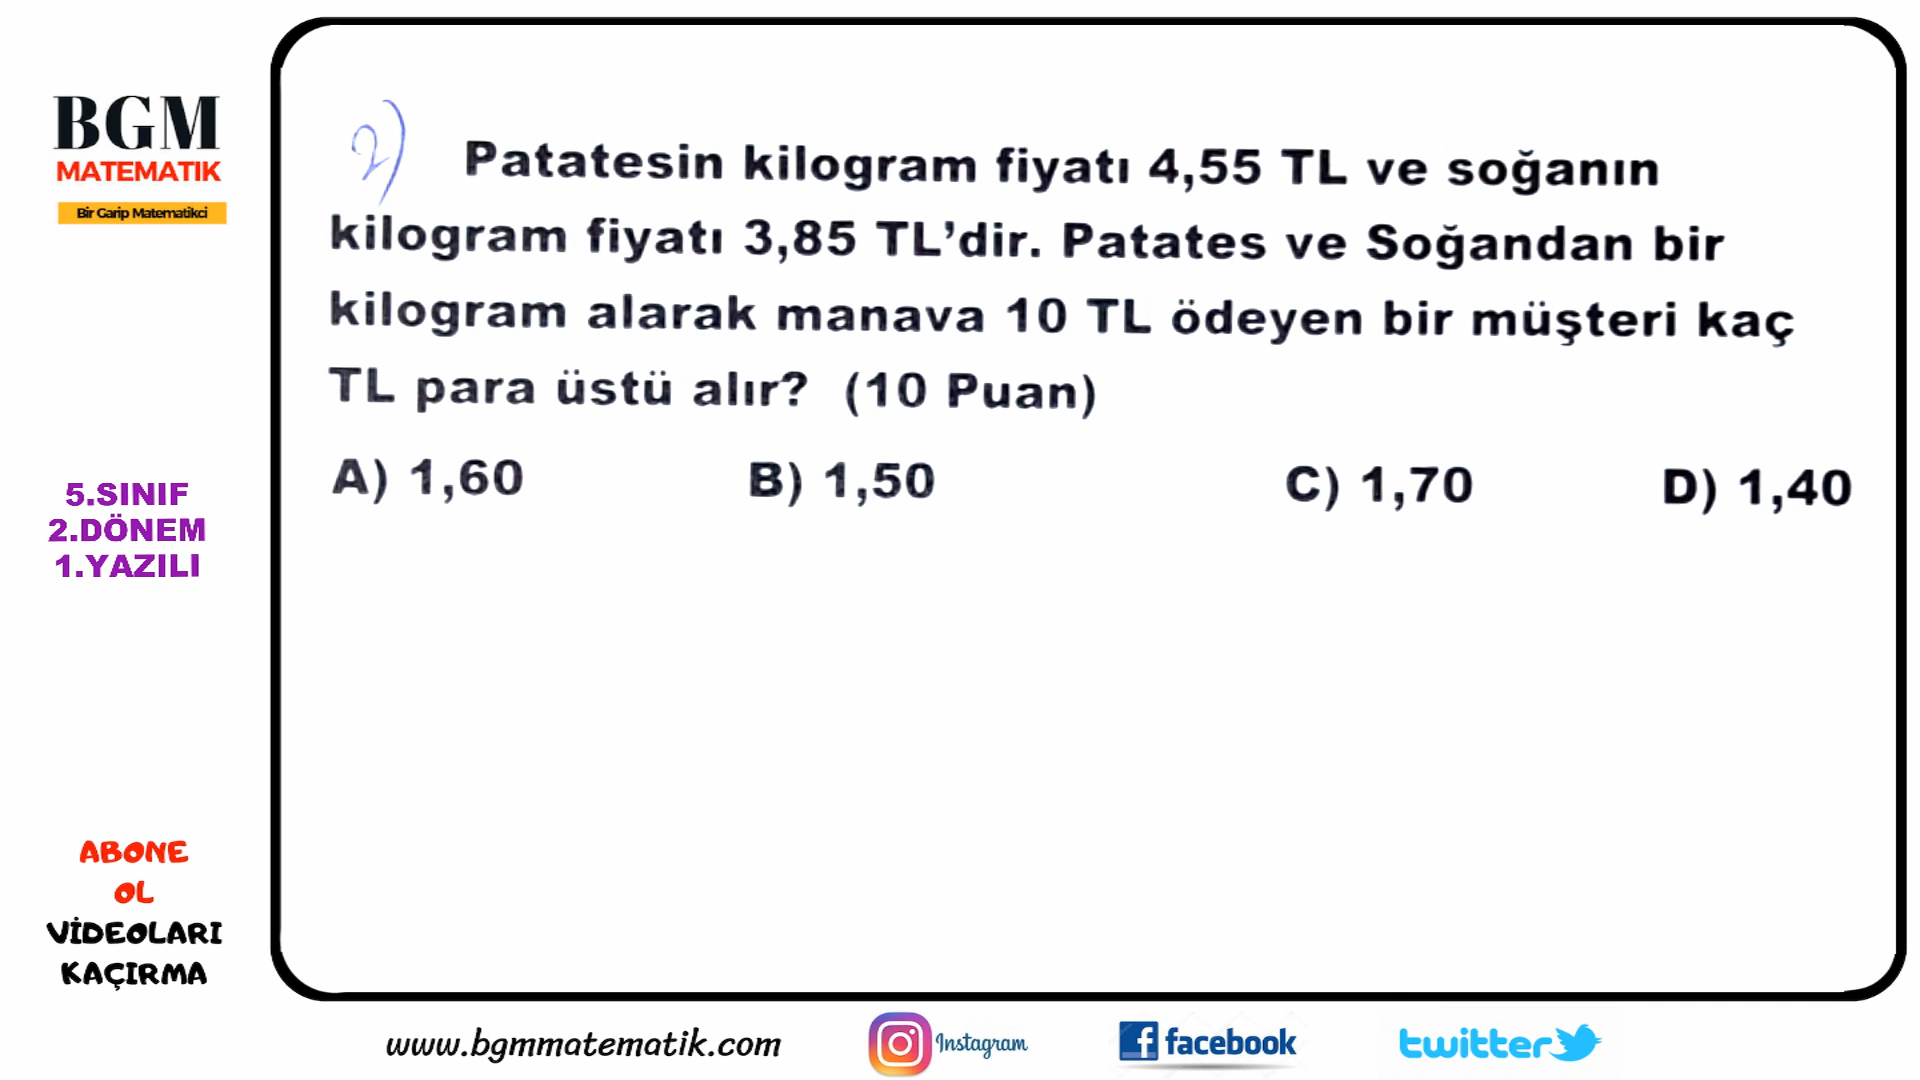 BGM
MATEMATIK
Bir Garip Matematikci
5.SINIF
2.DÖNEM
1.YAZILI
ABONE
OL
VİDEOLARI
KAÇIRMA
2)
Patatesin kilogram fiyatı 4,55 TL ve soğanın
kilogram fiyatı 3,85 TL'dir. Patates ve Soğandan bir
kilogram alarak manava 10 TL ödeyen bir müşteri kaç
TL para üstü alır? (10 Puan)
A) 1,60 B) 1,50 C) 1,70 D) 1,40
www.bgmmatematik.com Instagram facebook twitter